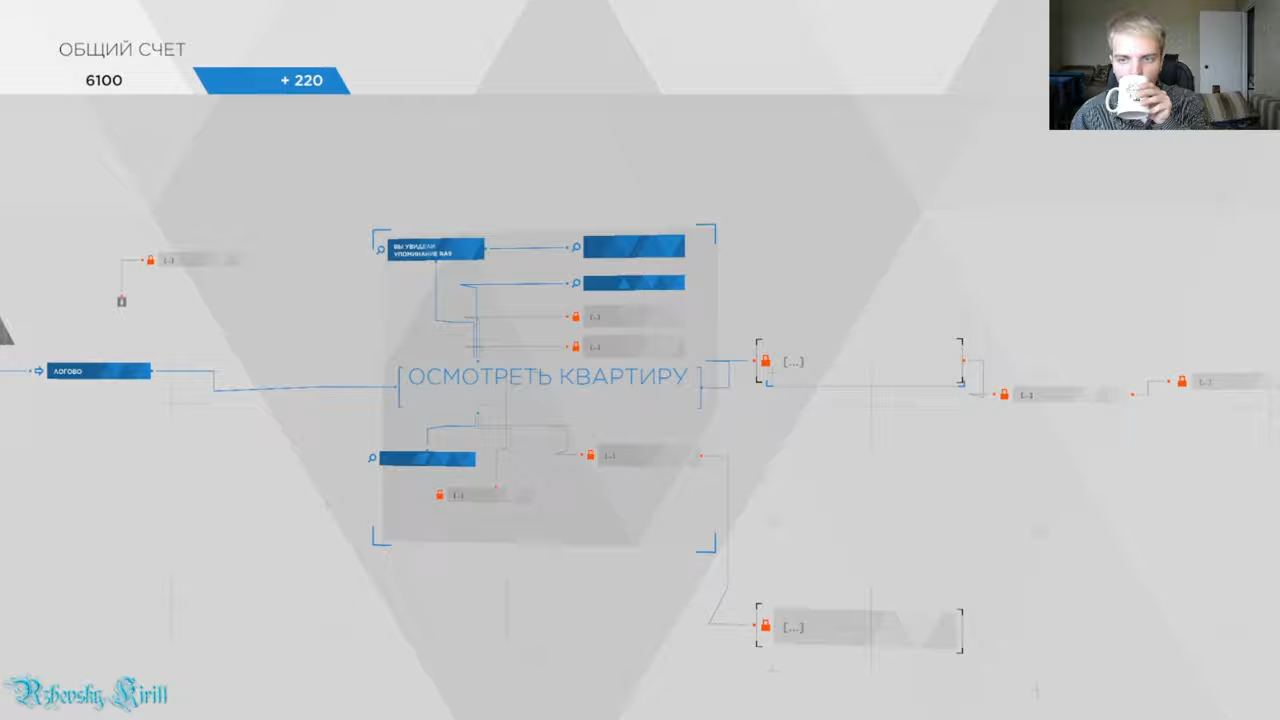 ОБЩИЙ СЧЕТ
6100
+ 220
ВЫ УВИДЕЛИ
УПОМИНАНИЕ RA9
[...]
[...]
[...]
ОСМОТРЕТЬ КВАРТИРУ
[...]
ЛОГОВО
[...]
[...]
[...]
[...]
[...]
Rzhevsky Kirill